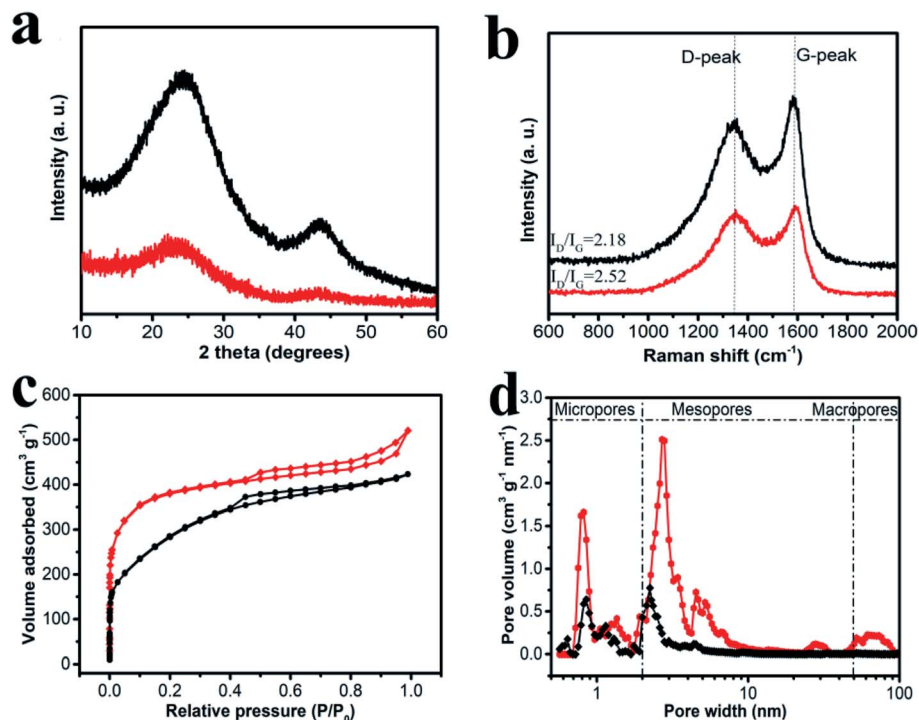 a
Intensity (a. u.)
10 20 30 40 50 60
2 theta (degrees)
b
D-peak
G-peak
Intensity (a. u.)
I_D/I_G=2.18
I_D/I_G=2.52
600 800 1000 1200 1400 1600 1800 2000
Raman shift (cm⁻¹)
c
600
500
400
300
200
100
0
Volume adsorbed (cm³ g⁻¹)
0.0 0.2 0.4 0.6 0.8 1.0
Relative pressure (P/P₀)
d
3.0
2.5
2.0
1.5
1.0
0.5
0.0
Micropores Mesopores Macropores
Pore volume (cm³ g⁻¹ nm⁻¹)
1 10 100
Pore width (nm)